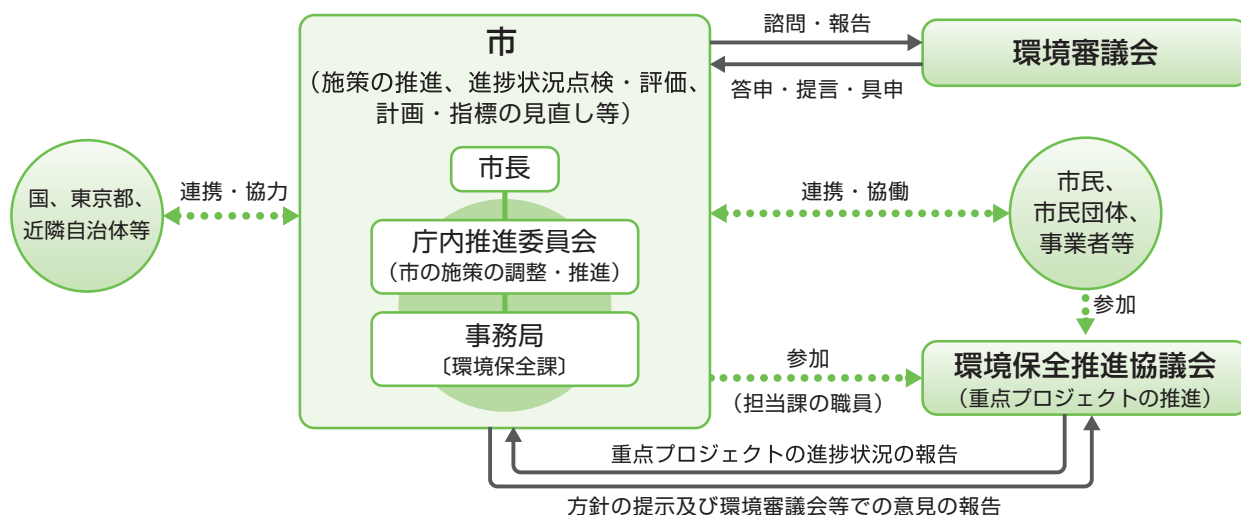 市
（施策の推進、進捗状況点検・評価、
計画・指標の見直し等）
市長
庁内推進委員会
（市の施策の調整・推進）
事務局
〔環境保全課〕
諮問・報告
答申・提言・具申
環境審議会
国、東京都、
近隣自治体等
連携・協力
連携・協働
市民、
市民団体、
事業者等
参加
参加
（担当課の職員）
環境保全推進協議会
（重点プロジェクトの推進）
重点プロジェクトの進捗状況の報告
方針の提示及び環境審議会等での意見の報告